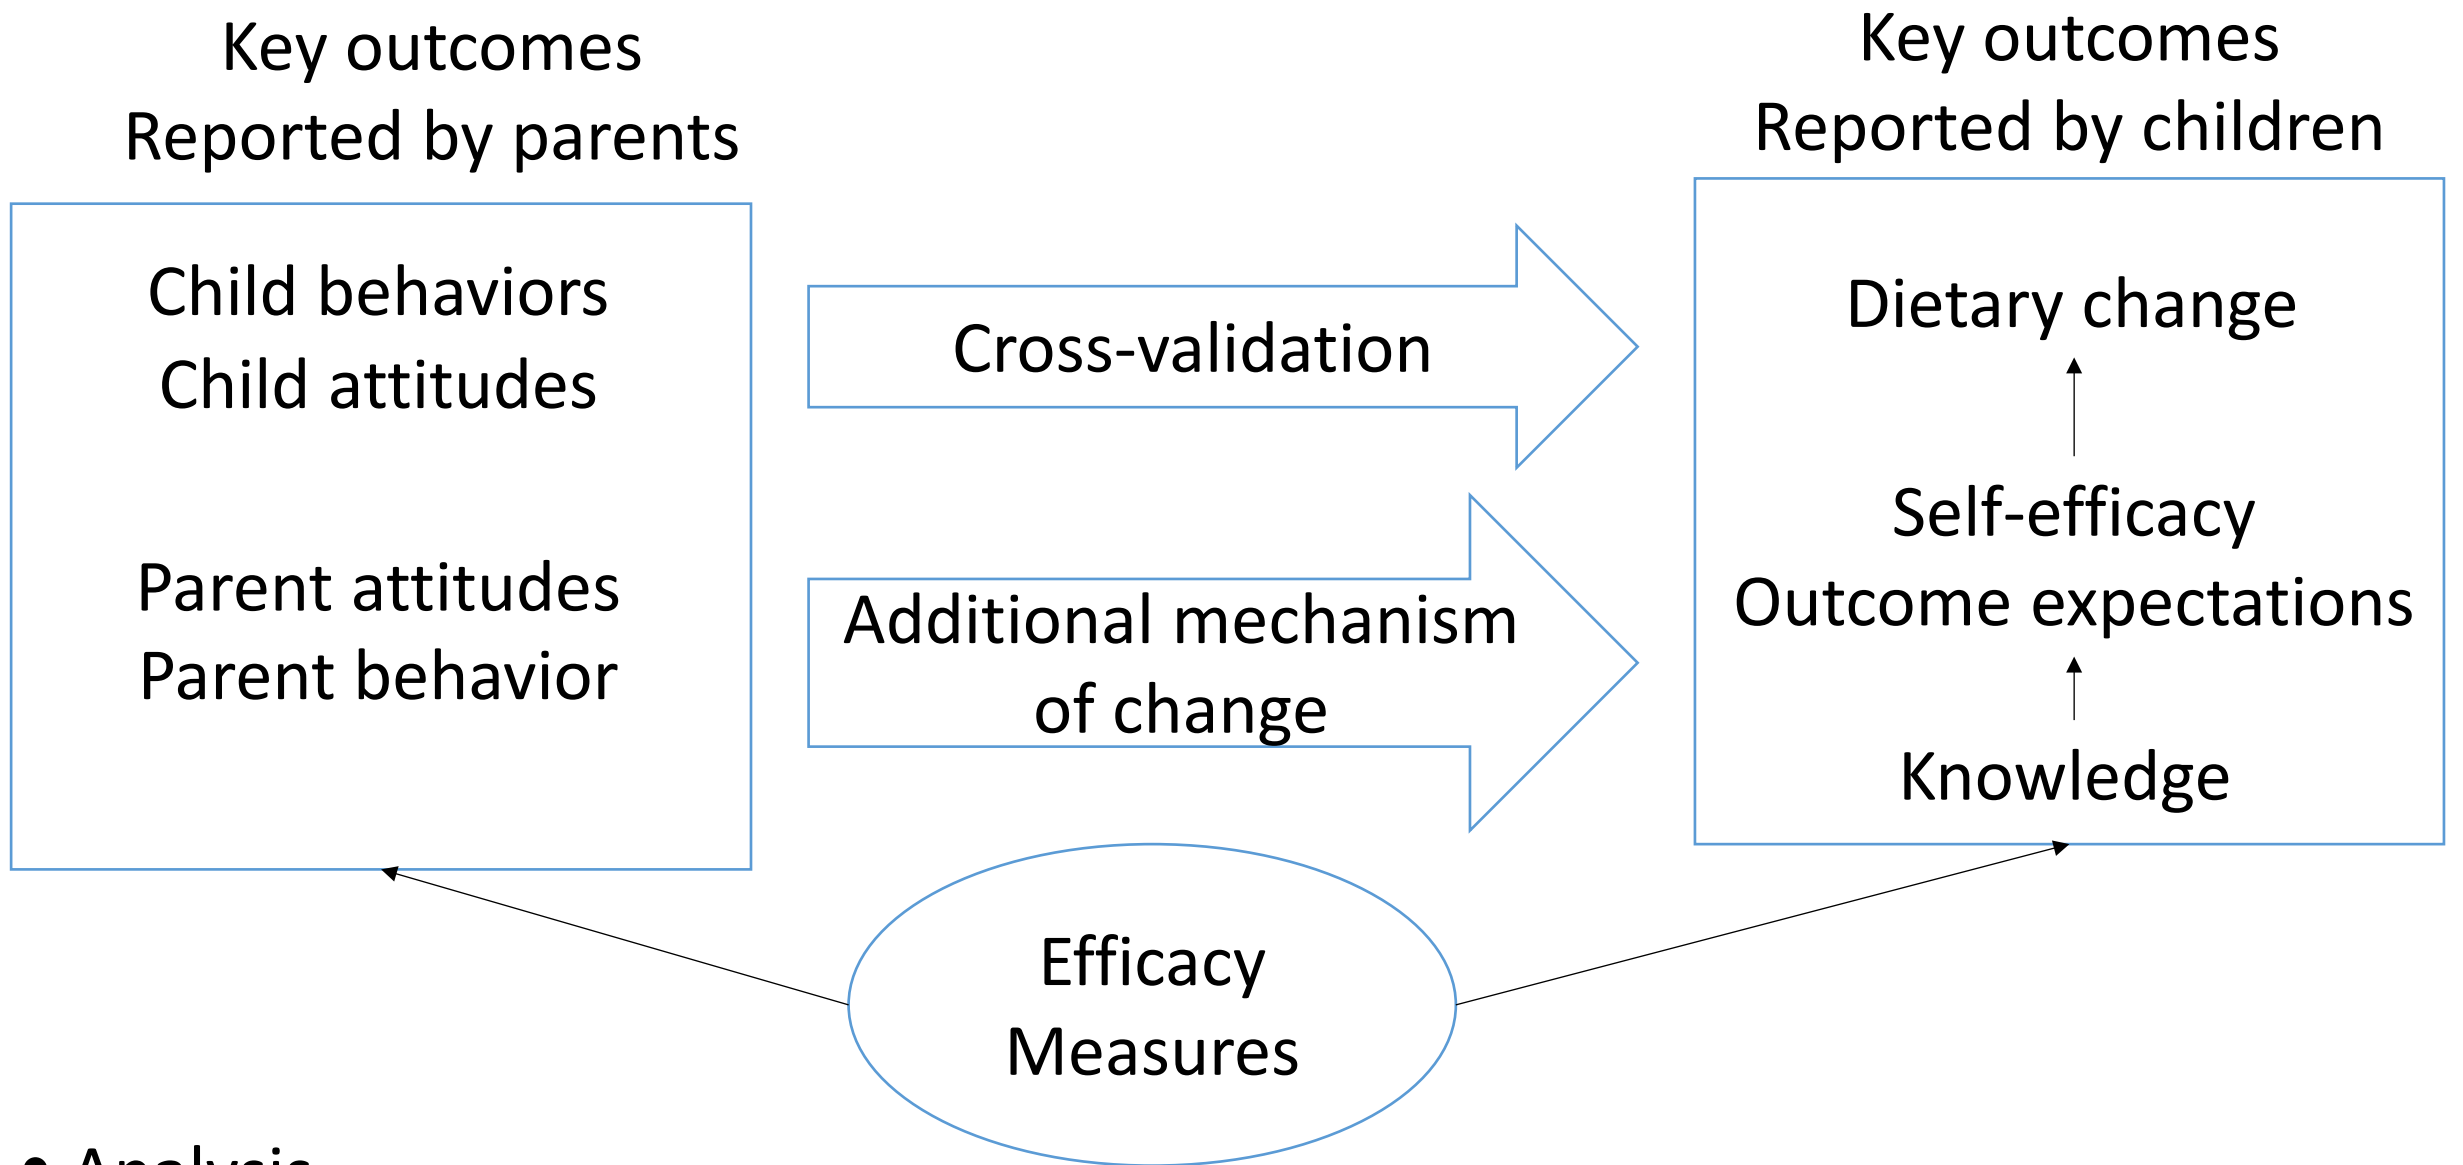 Key outcomes
Reported by parents
Child behaviors
Child attitudes
Parent attitudes
Parent behavior
Cross-validation
Additional mechanism
of change
Key outcomes
Reported by children
Dietary change
Self-efficacy
Outcome expectations
Knowledge
Efficacy
Measures
• Analysis